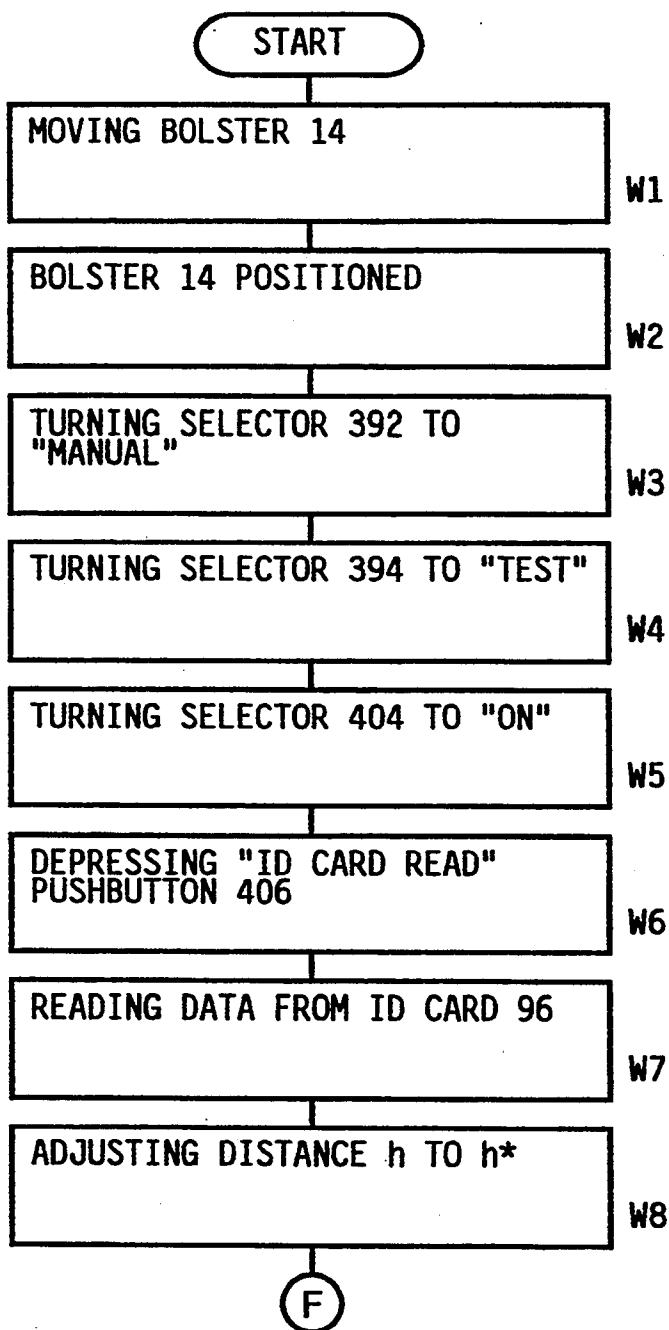 START
MOVING BOLSTER 14
W1
BOLSTER 14 POSITIONED
W2
TURNING SELECTOR 392 TO
"MANUAL"
W3
TURNING SELECTOR 394 TO "TEST"
W4
TURNING SELECTOR 404 TO "ON"
W5
DEPRESSING "ID CARD READ"
PUSHBUTTON 406
W6
READING DATA FROM ID CARD 96
W7
ADJUSTING DISTANCE h TO h*
W8
F